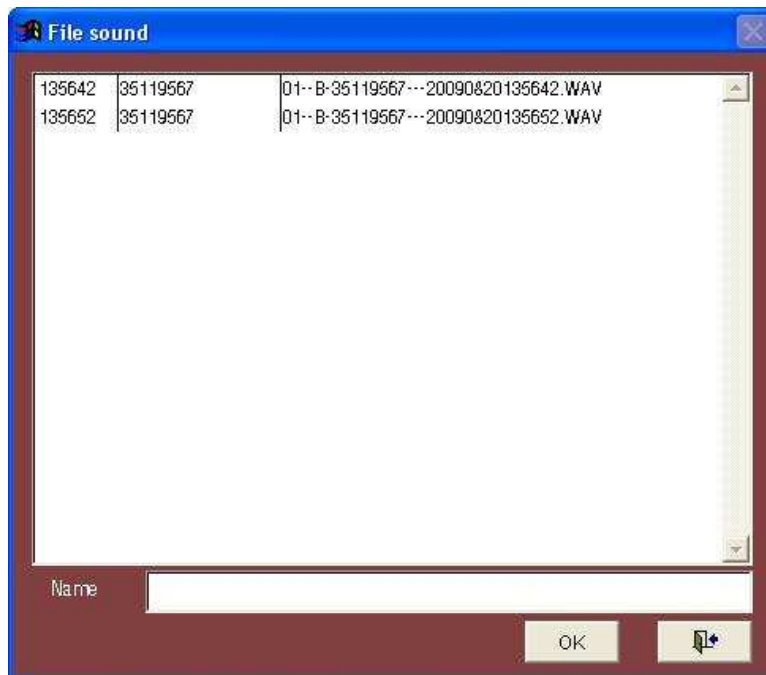 File sound
135642 35119567 01--B-35119567---20090820135642.WAV
135652 35119567 01--B-35119567---20090820135652.WAV
Name
OK